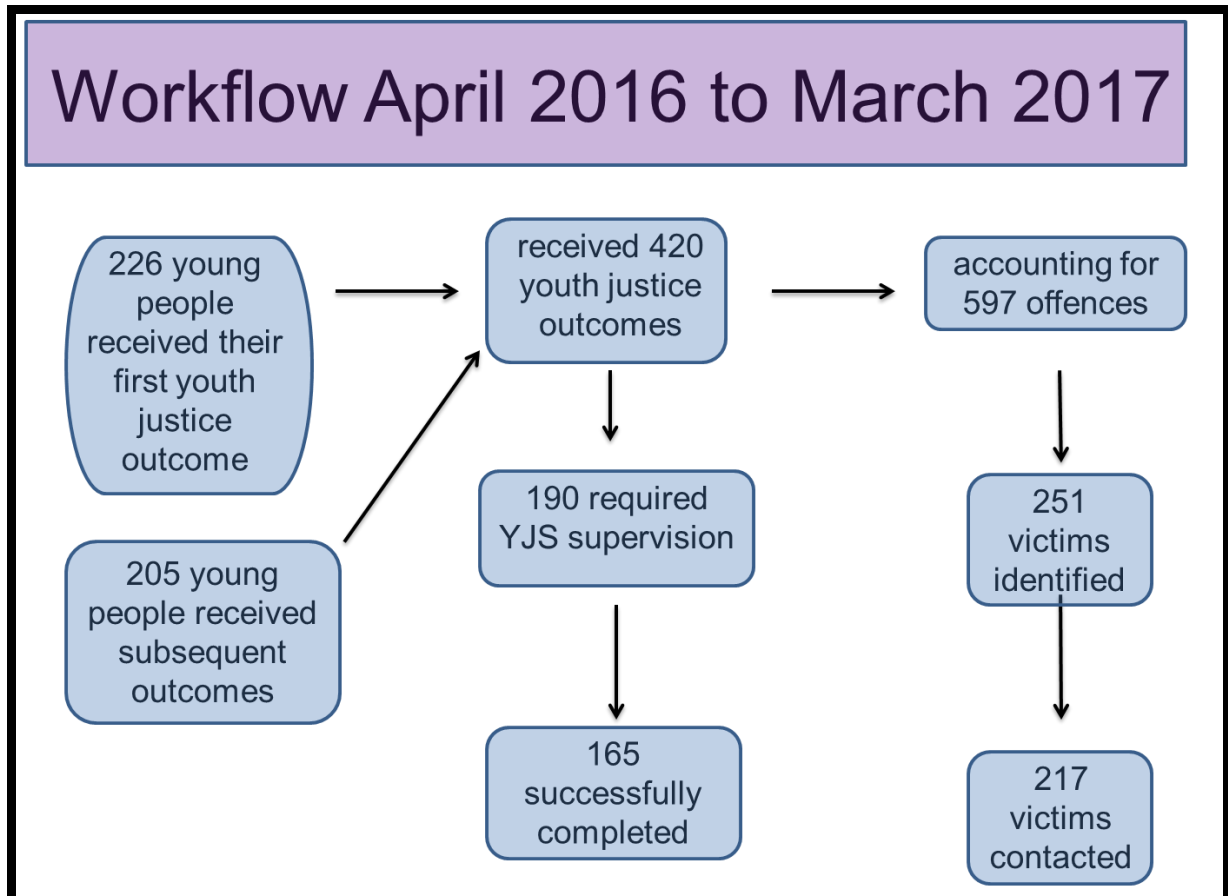 Workflow April 2016 to March 2017
226 young
people
received their
first youth
justice
outcome
205 young
people received
subsequent
outcomes
received 420
youth justice
outcomes
190 required
YJS supervision
165
successfully
completed
accounting for
597 offences
251
victims
identified
217
victims
contacted